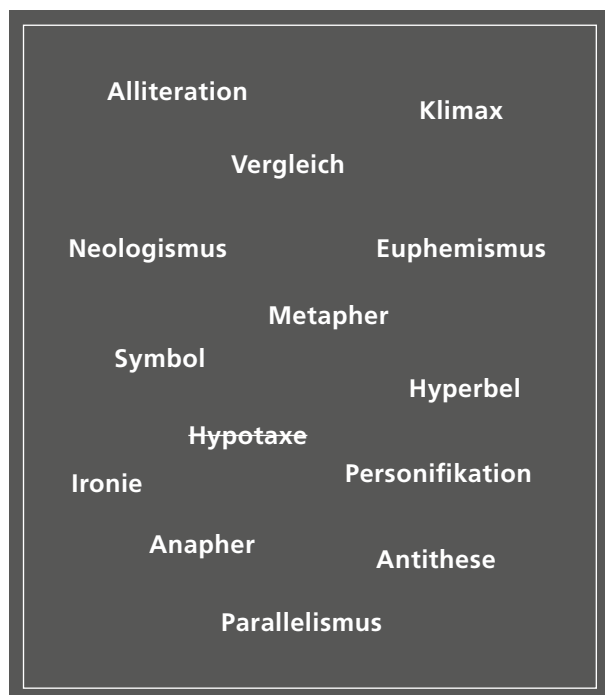 Alliteration
Klimax
Vergleich
Neologismus
Euphemismus
Metapher
Symbol
Hyperbel
Hypotaxe
Ironie
Personifikation
Anapher
Antithese
Parallelismus